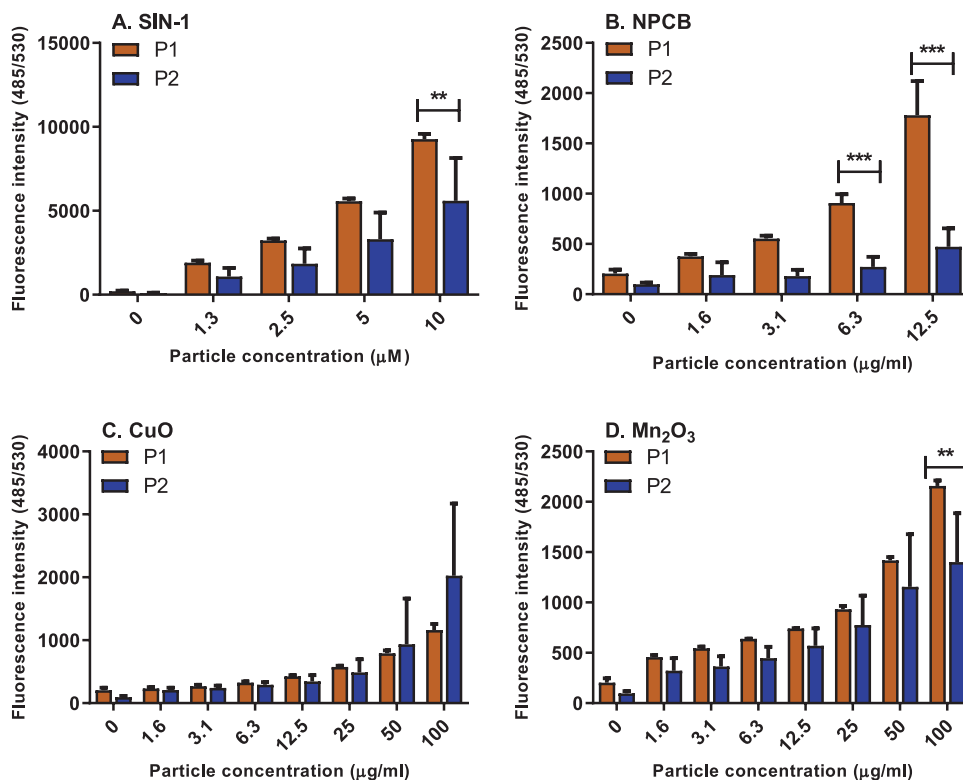 A. SIN-1
P1
P2
**
Fluorescence intensity (485/530)
15000
10000
5000
0
0
1.3
2.5
5
10
Particle concentration (μM)
B. NPCB
P1
P2
***
***
Fluorescence intensity (485/530)
2500
2000
1500
1000
500
0
0
1.6
3.1
6.3
12.5
Particle concentration (μg/ml)
C. CuO
P1
P2
Fluorescence intensity (485/530)
4000
3000
2000
1000
0
0
1.6
3.1
6.3
12.5
25
50
100
Particle concentration (μg/ml)
D. Mn₂O₃
P1
P2
**
Fluorescence intensity (485/530)
2500
2000
1500
1000
500
0
0
1.6
3.1
6.3
12.5
25
50
100
Particle concentration (μg/ml)